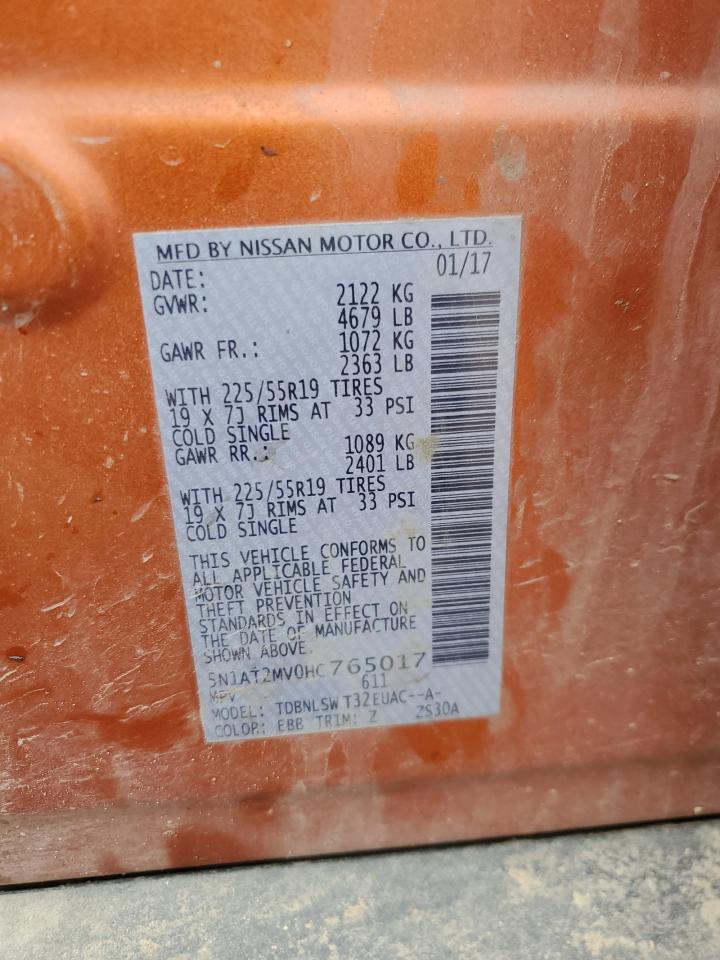 MFD BY NISSAN MOTOR CO., LTD.
DATE: 01/17
GVWR: 2122 KG
4679 LB
GAWR FR.: 1072 KG
2363 LB
WITH 225/55R19 TIRES
19 X 7J RIMS AT 33 PSI
COLD SINGLE
GAWR RR.: 1089 KG
2401 LB
WITH 225/55R19 TIRES
19 X 7J RIMS AT 33 PSI
COLD SINGLE
THIS VEHICLE CONFORMS TO
ALL APPLICABLE FEDERAL
MOTOR VEHICLE SAFETY AND
THEFT PREVENTION
STANDARDS IN EFFECT ON
THE DATE OF MANUFACTURE
SHOWN ABOVE.
5N1AT2MV0HC765017
MPV 611
MODEL: TDBNLSW T32EUAC--A-
COLOR: EBB TRIM: Z ZS30A